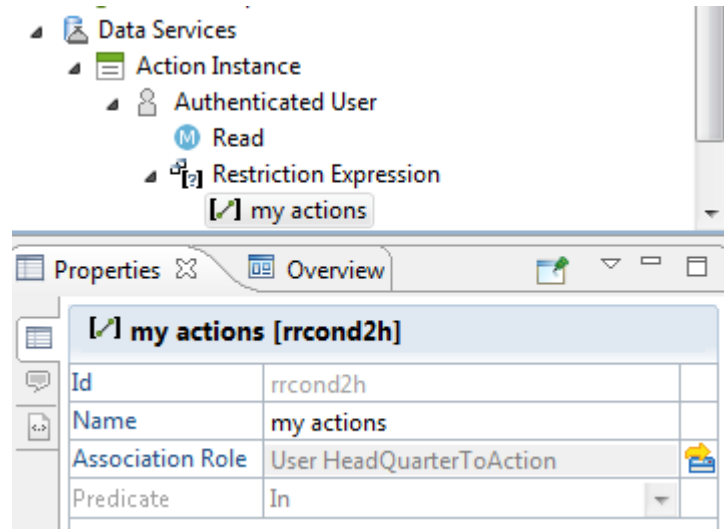 Data Services
Action Instance
Authenticated User
M Read
[?] Restriction Expression
my actions
Properties Overview
my actions [rrcond2h]
Id rrcond2h
Name my actions
Association Role User HeadQuarterToAction
Predicate In